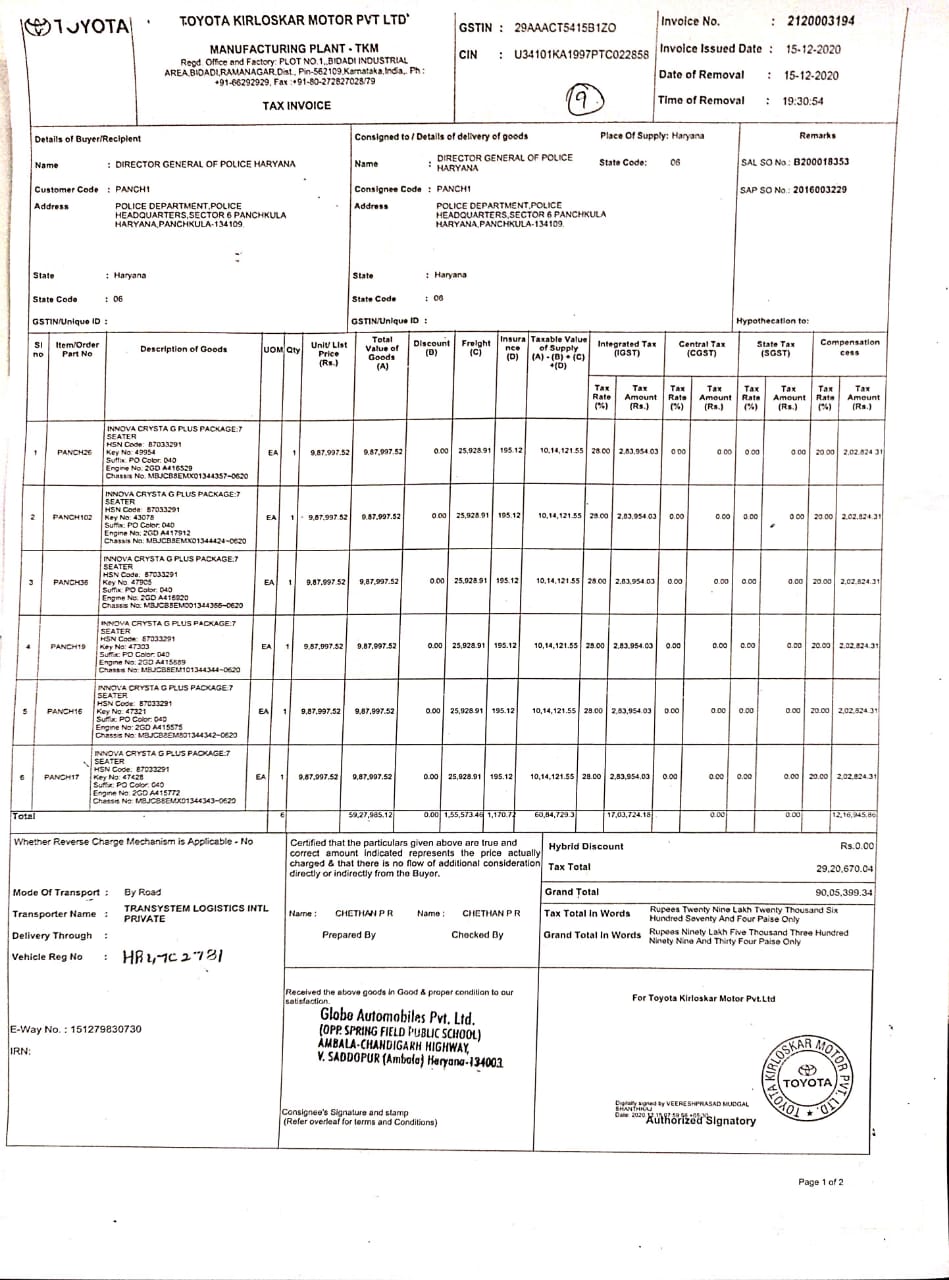 TOYOTA
TOYOTA KIRLOSKAR MOTOR PVT LTD
MANUFACTURING PLANT - TKM
Regd. Office and Factory: PLOT NO.1,,BIDADI INDUSTRIAL
AREA,BIDADI,RAMANAGAR,Dist., Pin-562109,Karnataka,India,. Ph :
+91-66292929, Fax :+91-80-272827028/79
TAX INVOICE
GSTIN : 29AAACT5415B1ZO
CIN : U34101KA1997PTC022858
9
Invoice No. : 2120003194
Invoice Issued Date : 15-12-2020
Date of Removal : 15-12-2020
Time of Removal : 19:30:54
Details of Buyer/Recipient
Name : DIRECTOR GENERAL OF POLICE HARYANA
Customer Code : PANCH1
Address POLICE DEPARTMENT,POLICE
HEADQUARTERS,SECTOR 6 PANCHKULA
HARYANA,PANCHKULA-134109.
State : Haryana
State Code : 06
GSTIN/Unique ID :
Consigned to / Details of delivery of goods
Place Of Supply: Haryana
Name : DIRECTOR GENERAL OF POLICE
HARYANA
State Code: 06
Consignee Code : PANCH1
Address POLICE DEPARTMENT,POLICE
HEADQUARTERS,SECTOR 6 PANCHKULA
HARYANA,PANCHKULA-134109.
State : Haryana
State Code : 06
GSTIN/Unique ID :
Remarks
SAL SO No.: B200018353
SAP SO No.: 2016003229
Hypothecation to:
Sl no Item/Order Part No Description of Goods UOM Qty Unit/ List Price (Rs.) Total Value of Goods (A) Discount (B) Freight (C) Insura nce (D) Taxable Value of Supply (A) - (B) + (C) +(D) Integrated Tax (IGST) Central Tax (CGST) State Tax (SGST) Compensation cess
Tax Rate (%) Tax Amount (Rs.) Tax Rate (%) Tax Amount (Rs.) Tax Rate (%) Tax Amount (Rs.) Tax Rate (%) Tax Amount (Rs.)
INNOVA CRYSTA G PLUS PACKAGE:7
SEATER
HSN Code: 87033291
1 PANCH26 Key No: 49954 EA 1 9,87,997.52 9,87,997.52 0.00 25,928.91 195.12 10,14,121.55 28.00 2,83,954.03 0.00 0.00 0.00 0.00 20.00 2,02,824.31
Suffix: PO Color: 040
Engine No: 2GD A416529
Chassis No: MBJCB8EMX01344357-0620
INNOVA CRYSTA G PLUS PACKAGE:7
SEATER
HSN Code: 87033291
2 PANCH102 Key No: 43078 EA 1 9,87,997.52 9,87,997.52 0.00 25,928.91 195.12 10,14,121.55 28.00 2,83,954.03 0.00 0.00 0.00 0.00 20.00 2,02,824.31
Suffix: PO Color: 040
Engine No: 2GD A417912
Chassis No: MBJCB8EMX01344424-0620
INNOVA CRYSTA G PLUS PACKAGE:7
SEATER
HSN Code: 87033291
3 PANCH36 Key No: 47905 EA 1 9,87,997.52 9,87,997.52 0.00 25,928.91 195.12 10,14,121.55 28.00 2,83,954.03 0.00 0.00 0.00 0.00 20.00 2,02,824.31
Suffix: PO Color: 040
Engine No: 2GD A416920
Chassis No:
INNOVA CRYSTA G PLUS PACKAGE:7
SEATER
HSN Code: 87033291
4 PANCH19 Key No: 47303 EA 1 9,87,997.52 9,87,997.52 0.00 25,928.91 195.12 10,14,121.55 28.00 2,83,954.03 0.00 0.00 0.00 0.00 20.00 2,02,824.31
Suffix: PO Color: 040
Engine No: 2GD A415889
Chassis No: MBJCB8EM101344344-0620
INNOVA CRYSTA G PLUS PACKAGE:7
SEATER
HSN Code: 87033291
5 PANCH16 Key No: 47321 EA 1 9,87,997.52 9,87,997.52 0.00 25,928.91 195.12 10,14,121.55 28.00 2,83,954.03 0.00 0.00 0.00 0.00 20.00 2,02,824.31
Suffix: PO Color: 040
Engine No: 2GD A415575
Chassis No: MBJCB8EM801344342-0620
INNOVA CRYSTA G PLUS PACKAGE:7
SEATER
HSN Code: 87033291
6 PANCH17 Key No: 47428 EA 1 9,87,997.52 9,87,997.52 0.00 25,928.91 195.12 10,14,121.55 28.00 2,83,954.03 0.00 0.00 0.00 0.00 20.00 2,02,824.31
Suffix: PO Color: 040
Engine No: 2GD A415772
Chassis No: MBJCB8EMX01344343-0620
Total 6 59,27,985.12 0.00 1,55,573.46 1,170.72 60,84,729.3 17,03,724.18 0.00 0.00 12,16,945.86
Whether Reverse Charge Mechanism is Applicable - No
Mode Of Transport : By Road
Transporter Name : TRANSYSTEM LOGISTICS INTL
PRIVATE
Delivery Through :
Vehicle Reg No : HR47C2781
E-Way No. : 151279830730
IRN:
Certified that the particulars given above are true and
correct amount indicated represents the price actually
charged & that there is no flow of additional consideration
directly or indirectly from the Buyer.
Name : CHETHAN P R Name : CHETHAN P R
Prepared By Checked By
Hybrid Discount Rs.0.00
Tax Total 29,20,670.04
Grand Total 90,05,399.34
Tax Total In Words Rupees Twenty Nine Lakh Twenty Thousand Six
Hundred Seventy And Four Paise Only
Grand Total In Words Rupees Ninety Lakh Five Thousand Three Hundred
Ninety Nine And Thirty Four Paise Only
Received the above goods in Good & proper condition to our
satisfaction.
Globe Automobiles Pvt. Ltd.
(OPP. SPRING FIELD PUBLIC SCHOOL)
AMBALA-CHANDIGARH HIGHWAY,
V. SADDOPUR (Ambala) Haryana-134003
Consignee's Signature and stamp
(Refer overleaf for terms and Conditions)
For Toyota Kirloskar Motor Pvt.Ltd
TOYOTA KIRLOSKAR MOTOR PVT. LTD.
TOYOTA
Digitally signed by VEERESHPRASAD MUDGAL
Authorized Signatory
Page 1 of 2